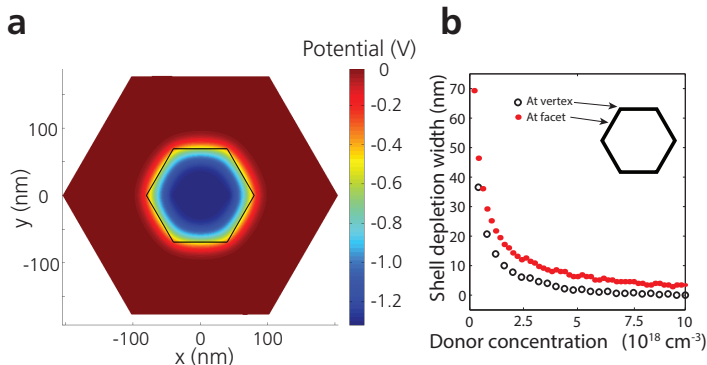 a
Potential (V)
0
-0.2
-0.4
-0.6
-0.8
-1.0
-1.2
y (nm)
100
0
-100
-100 0 100
x (nm)
b
Shell depletion width (nm)
70
60
50
40
30
20
10
0
At vertex
At facet
0 2.5 5 7.5 10
Donor concentration (10¹⁸ cm⁻³)